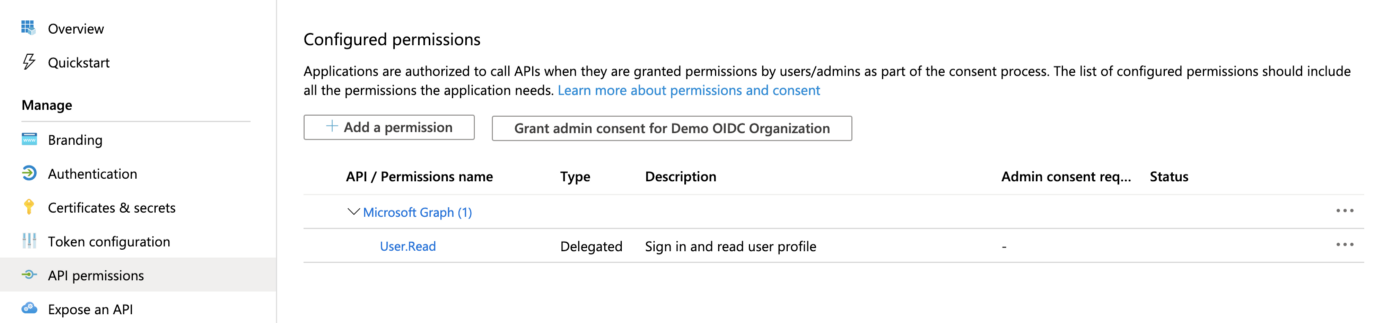 Overview
Quickstart
Manage
Branding
Authentication
Certificates & secrets
Token configuration
API permissions
Expose an API
Configured permissions
Applications are authorized to call APIs when they are granted permissions by users/admins as part of the consent process. The list of configured permissions should include
all the permissions the application needs. Learn more about permissions and consent
+ Add a permission Grant admin consent for Demo OIDC Organization
API / Permissions name Type Description Admin consent req... Status
Microsoft Graph (1) ...
User.Read Delegated Sign in and read user profile - ...